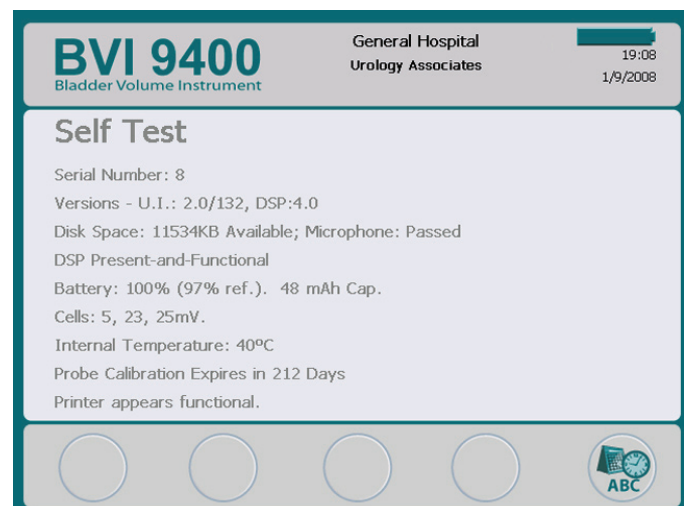 BVI 9400
Bladder Volume Instrument
General Hospital
Urology Associates
19:08
1/9/2008
Self Test
Serial Number: 8
Versions - U.I.: 2.0/132, DSP:4.0
Disk Space: 11534KB Available; Microphone: Passed
DSP Present-and-Functional
Battery: 100% (97% ref.).  48 mAh Cap.
Cells: 5, 23, 25mV.
Internal Temperature: 40ºC
Probe Calibration Expires in 212 Days
Printer appears functional.
ABC